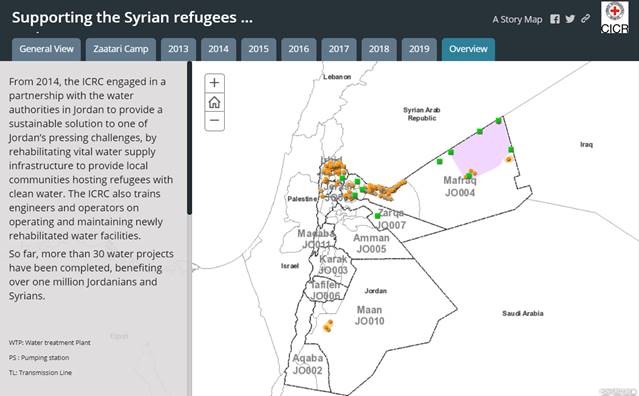 Supporting the Syrian refugees ...
A Story Map
CICR
General View
Zaatari Camp
2013
2014
2015
2016
2017
2018
2019
Overview
From 2014, the ICRC engaged in a
partnership with the water
authorities in Jordan to provide a
sustainable solution to one of
Jordan's pressing challenges, by
rehabilitating vital water supply
infrastructure to provide local
communities hosting refugees with
clean water. The ICRC also trains
engineers and operators on
operating and maintaining newly
rehabilitated water facilities.
So far, more than 30 water projects
have been completed, benefiting
over one million Jordanians and
Syrians.
WTP: Water treatment Plant
PS : Pumping station
TL: Transmission Line
Lebanon
Syrian Arab
Republic
Iraq
Mafraq
JO004
Palestine
Zarqa
JO007
Madaba
JO011
Amman
JO005
Israel
Karak
JO003
Tafileh
JO006
Jordan
Maan
JO010
Saudi Arabia
Aqaba
JO002